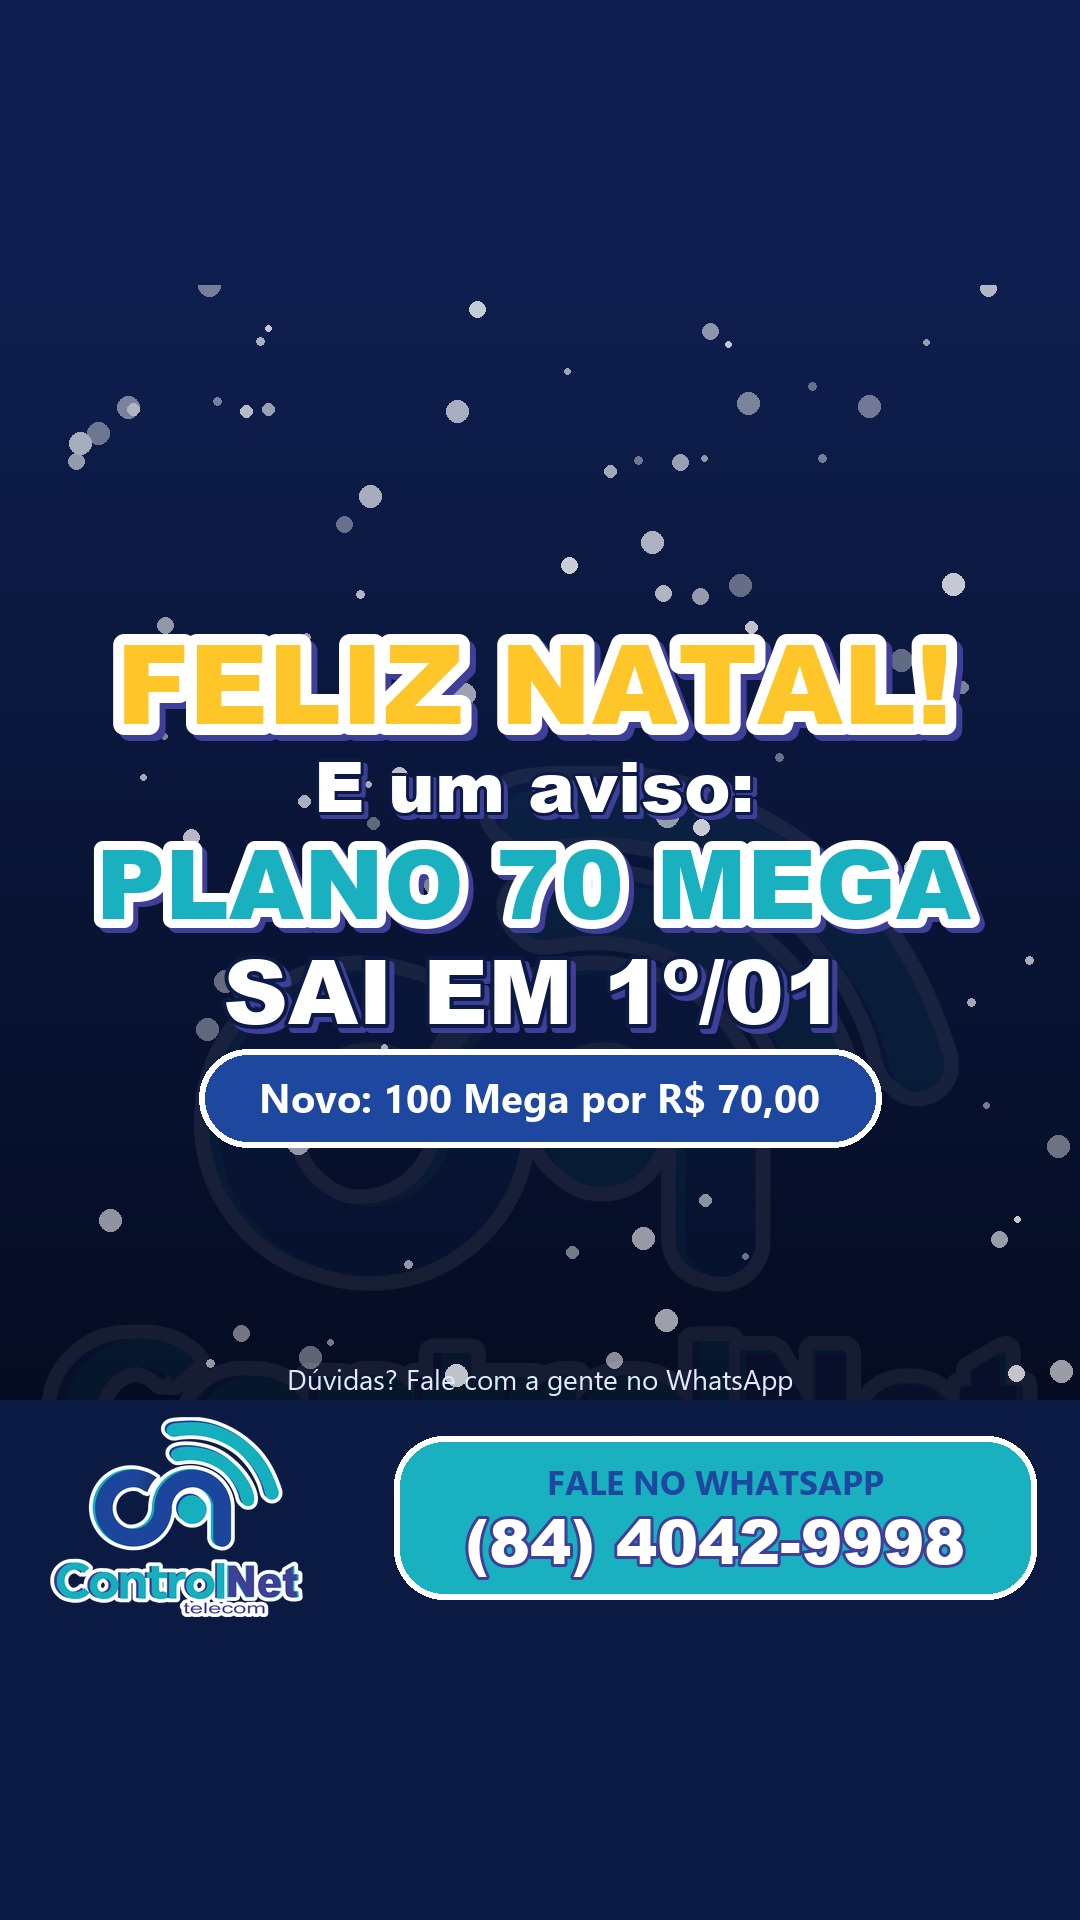 FELIZ NATAL!
E um aviso:
PLANO 70 MEGA
SAI EM 1º/01
Novo: 100 Mega por R$ 70,00
Dúvidas? Fale com a gente no WhatsApp
ControlNet
telecom
FALE NO WHATSAPP
(84) 4042-9998